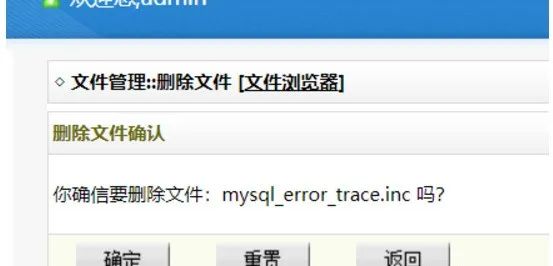 欢迎您,admin
◇ 文件管理::删除文件 [文件浏览器]
删除文件确认
你确信要删除文件：mysql_error_trace.inc 吗?
确定 重置 返回